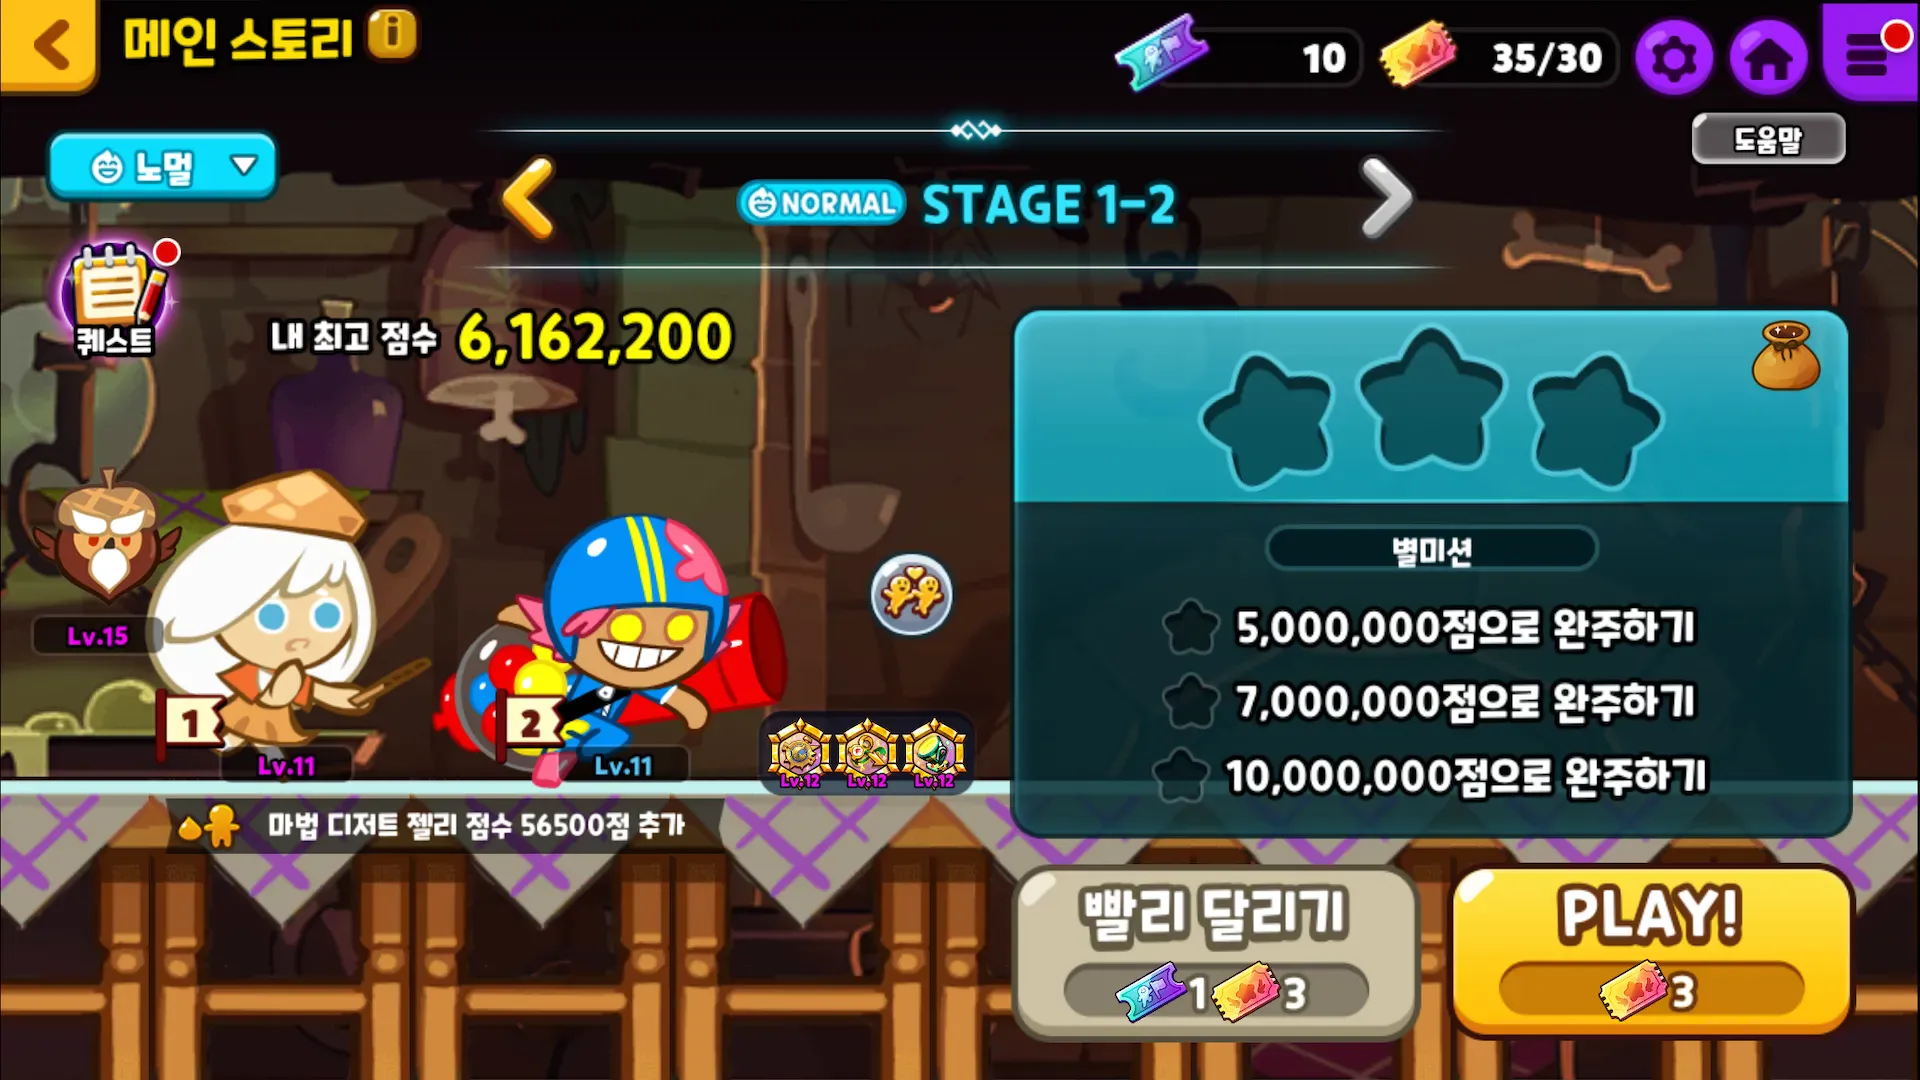 메인 스토리
10
35/30
도움말
노멀
NORMAL STAGE 1-2
퀘스트
내 최고 점수 6,162,200
별미션
5,000,000점으로 완주하기
7,000,000점으로 완주하기
10,000,000점으로 완주하기
Lv.15
1
Lv.11
2
Lv.11
Lv.12
Lv.12
Lv.12
마법 디저트 젤리 점수 56500점 추가
빨리 달리기
1 3
PLAY!
3